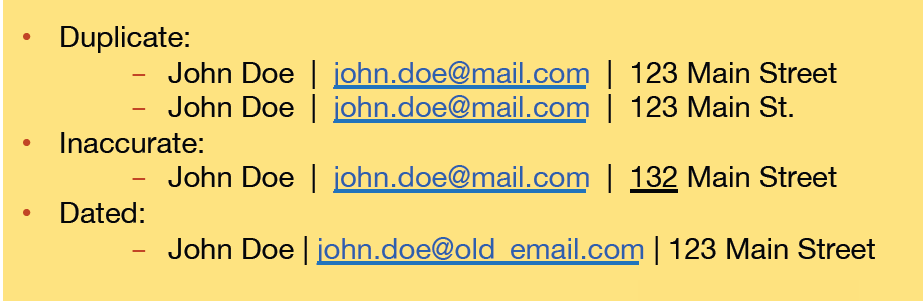 • Duplicate:
– John Doe | john.doe@mail.com | 123 Main Street
– John Doe | john.doe@mail.com | 123 Main St.
• Inaccurate:
– John Doe | john.doe@mail.com | 132 Main Street
• Dated:
– John Doe | john.doe@old_email.com | 123 Main Street